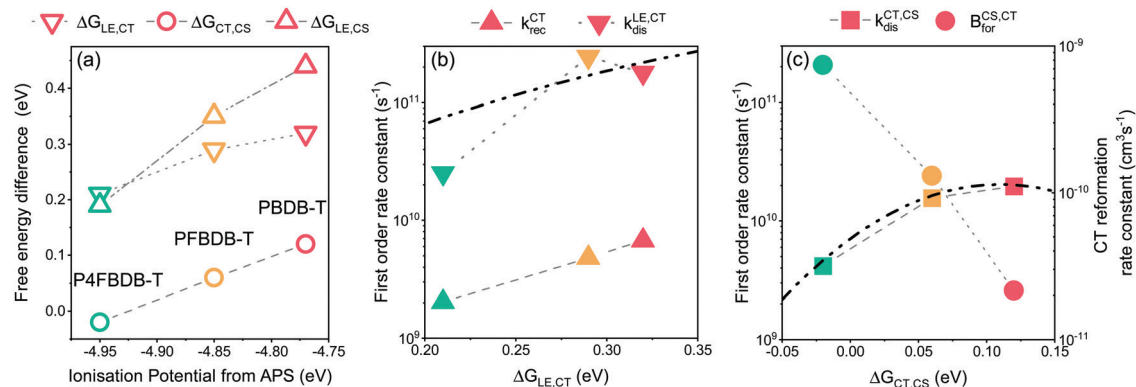 ΔG_LE,CT ΔG_CT,CS ΔG_LE,CS
k_rec^CT k_dis^LE,CT
k_dis^CT,CS B_for^CS,CT
(a)
Free energy difference (eV)
0.4
0.3
0.2
0.1
0.0
PBDB-T
PFBDB-T
P4FBDB-T
-4.95 -4.90 -4.85 -4.80 -4.75
Ionisation Potential from APS (eV)
(b)
First order rate constant (s⁻¹)
10¹¹
10¹⁰
10⁹
0.20 0.25 0.30 0.35
ΔG_LE,CT (eV)
(c)
First order rate constant (s⁻¹)
10¹¹
10¹⁰
10⁹
-0.05 0.00 0.05 0.10 0.15
ΔG_CT,CS (eV)
10⁻⁹
10⁻¹⁰
10⁻¹¹
CT reformation
rate constant (cm³s⁻¹)